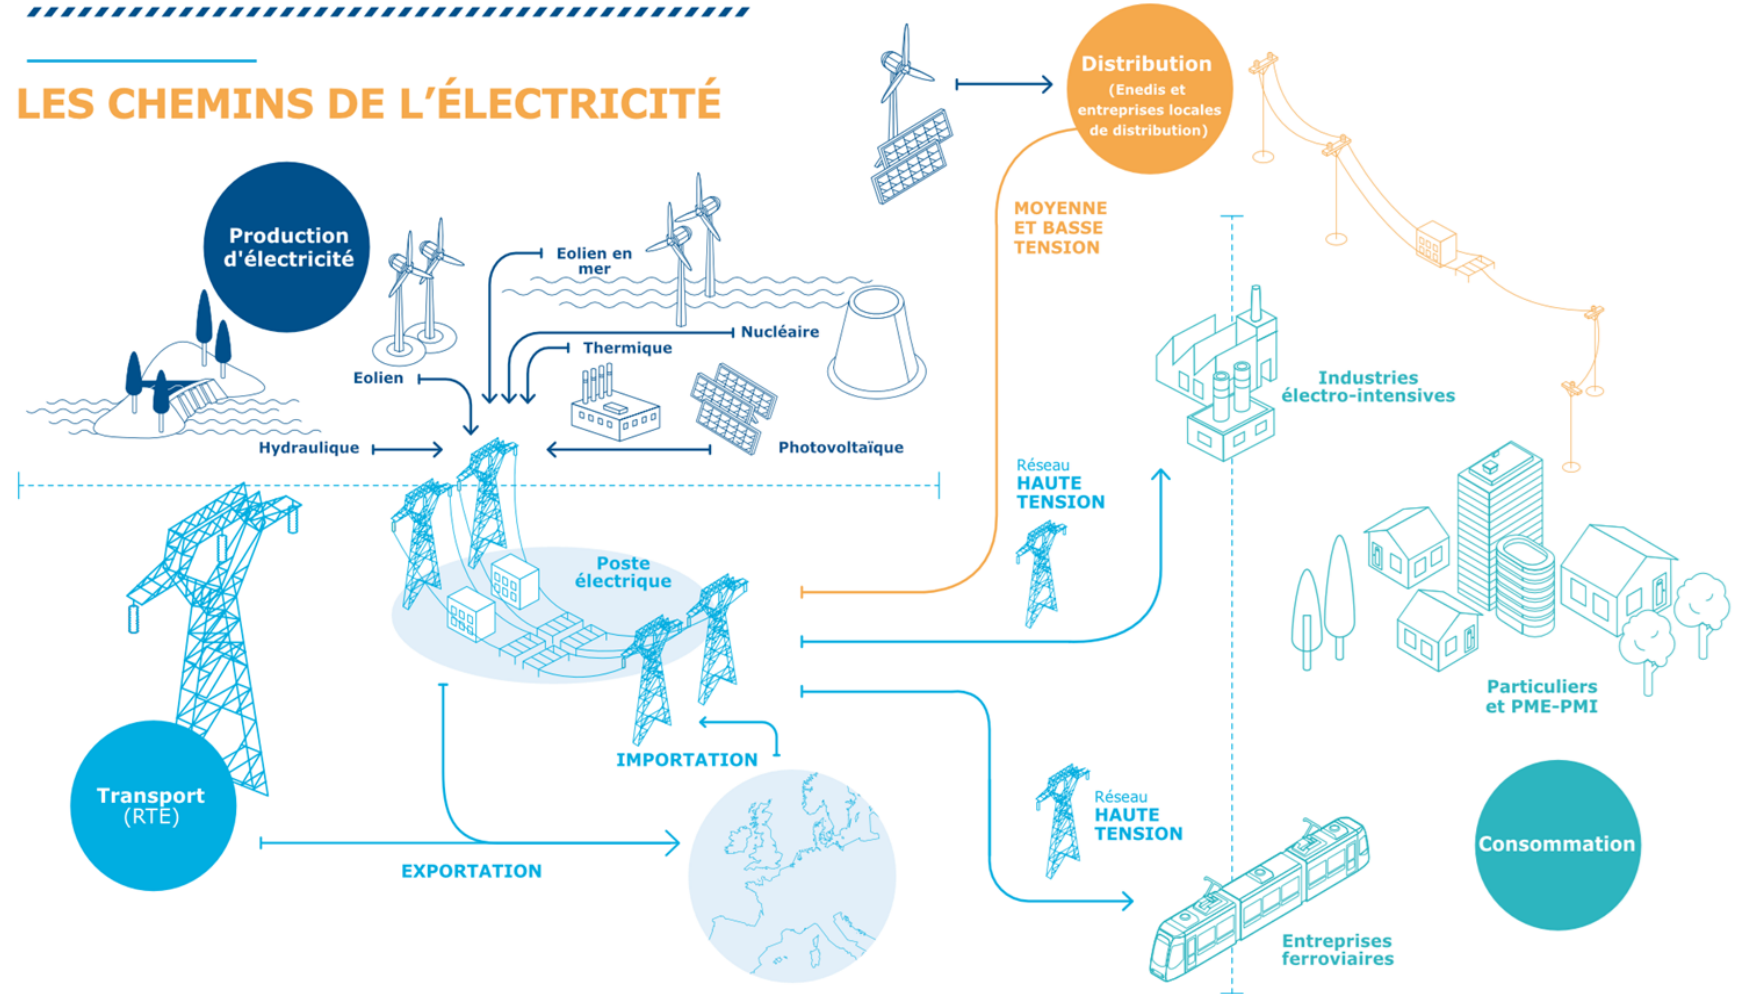 LES CHEMINS DE L'ÉLECTRICITÉ
Production
d'électricité
Eolien en
mer
Nucléaire
Thermique
Eolien
Hydraulique
Photovoltaïque
Distribution
(Enedis et
entreprises locales
de distribution)
MOYENNE
ET BASSE
TENSION
Industries
électro-intensives
Réseau
HAUTE
TENSION
Poste
électrique
Particuliers
et PME-PMI
IMPORTATION
Transport
(RTE)
EXPORTATION
Réseau
HAUTE
TENSION
Consommation
Entreprises
ferroviaires